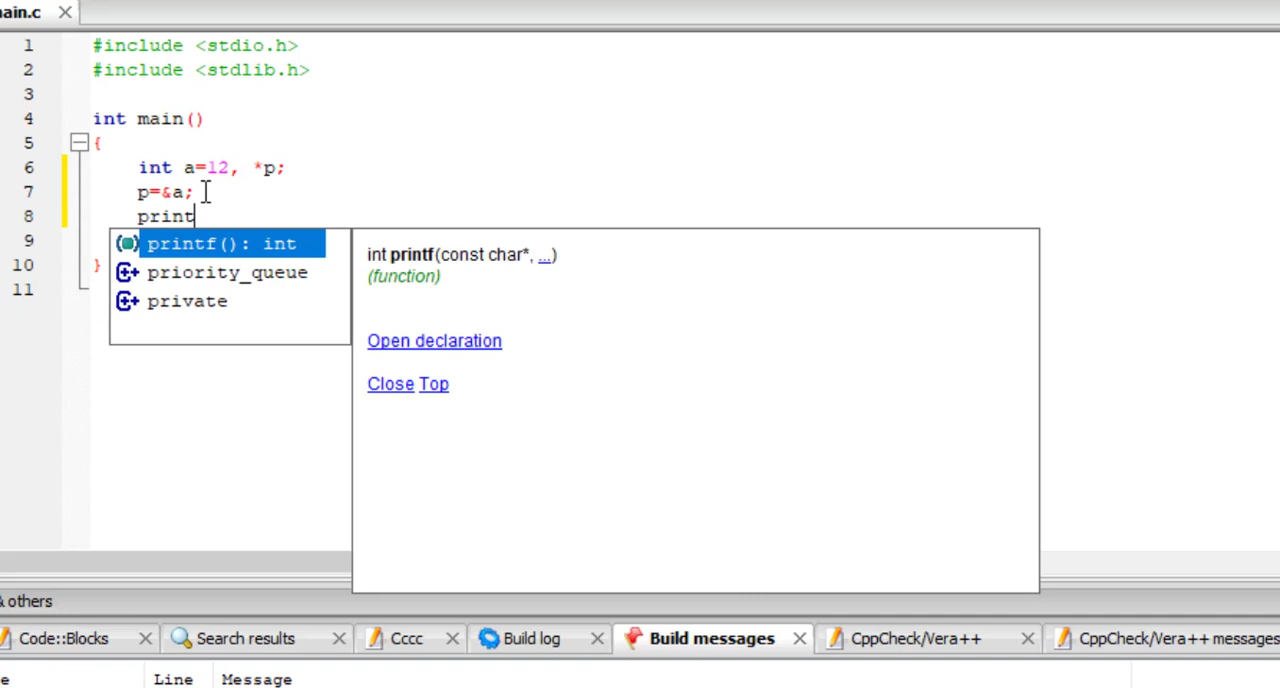 main.c
1 #include <stdio.h>
2 #include <stdlib.h>
3
4 int main()
5 {
6 int a=12, *p;
7 p=&a;
8 print
9
10 }
11
printf(): int
priority_queue
private
int printf(const char*, ...)
(function)
Open declaration
Close Top
& others
Code::Blocks Search results Cccc Build log Build messages CppCheck/Vera++ CppCheck/Vera++ messages
Line Message